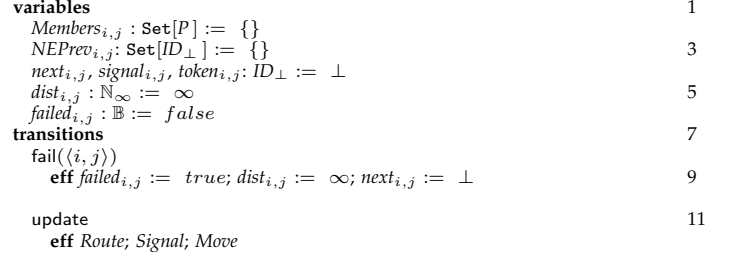 variables 1
Members_{i,j} : Set[P] := {}
NEPrev_{i,j}: Set[ID_⊥] := {} 3
next_{i,j}, signal_{i,j}, token_{i,j}: ID_⊥ := ⊥
dist_{i,j} : ℕ_∞ := ∞ 5
failed_{i,j} : 𝔹 := false
transitions 7
fail(⟨i, j⟩)
eff failed_{i,j} := true; dist_{i,j} := ∞; next_{i,j} := ⊥ 9
update 11
eff Route; Signal; Move